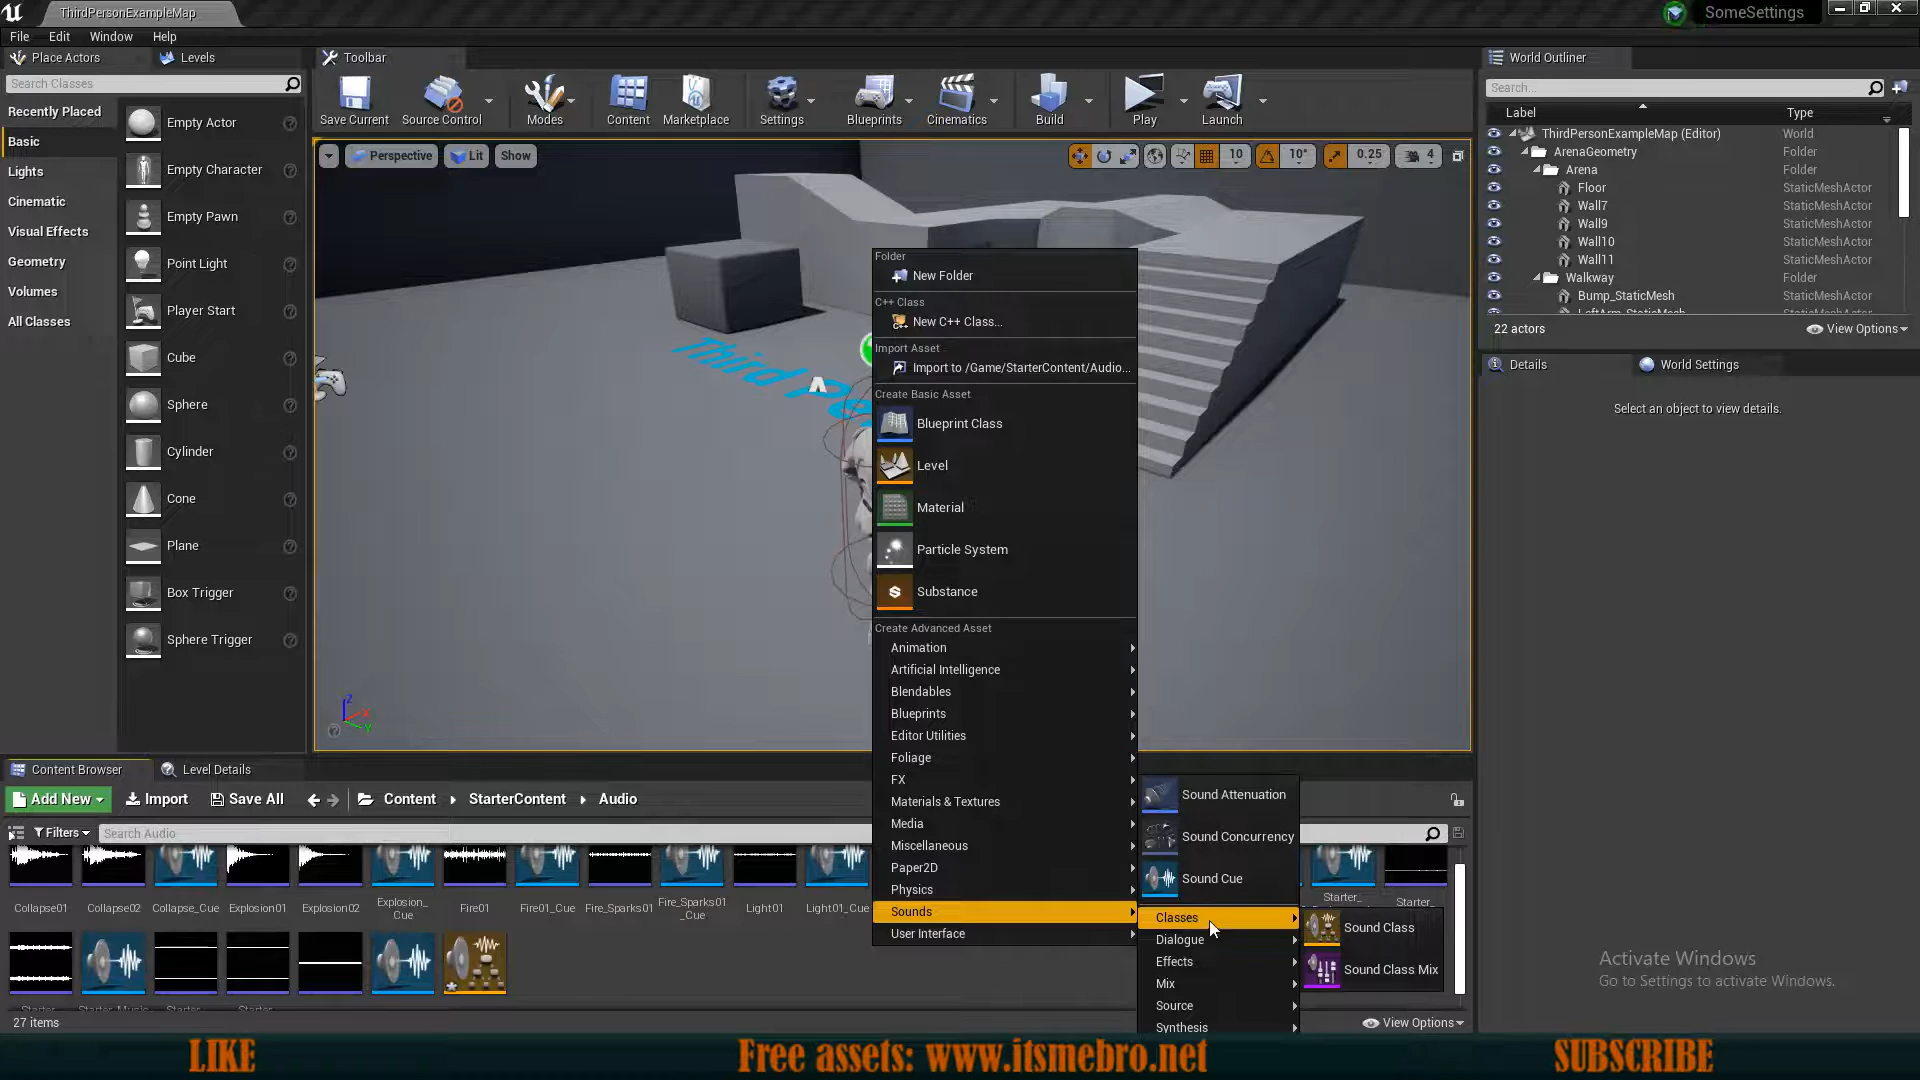 ThirdPersonExampleMap
SomeSettings
File Edit Window Help
Place Actors
Levels
Toolbar
World Outliner
Search Classes
Recently Placed
Basic
Lights
Cinematic
Visual Effects
Geometry
Volumes
All Classes
Empty Actor
Empty Character
Empty Pawn
Point Light
Player Start
Cube
Sphere
Cylinder
Cone
Plane
Box Trigger
Sphere Trigger
Save Current
Source Control
Modes
Content
Marketplace
Settings
Blueprints
Cinematics
Build
Play
Launch
Perspective
Lit
Show
10
10°
0.25
4
Third Pe
Search...
Label Type
ThirdPersonExampleMap (Editor) World
ArenaGeometry Folder
Arena Folder
Floor StaticMeshActor
Wall7 StaticMeshActor
Wall9 StaticMeshActor
Wall10 StaticMeshActor
Wall11 StaticMeshActor
Walkway Folder
Bump_StaticMesh StaticMeshActor
LeftArm_StaticMesh StaticMeshActor
22 actors
View Options
Details
World Settings
Select an object to view details.
Folder
New Folder
C++ Class
New C++ Class...
Import Asset
Import to /Game/StarterContent/Audio...
Create Basic Asset
Blueprint Class
Level
Material
Particle System
Substance
Create Advanced Asset
Animation
Artificial Intelligence
Blendables
Blueprints
Editor Utilities
Foliage
FX
Materials & Textures
Media
Miscellaneous
Paper2D
Physics
Sounds
User Interface
Sound Attenuation
Sound Concurrency
Sound Cue
Classes
Dialogue
Effects
Mix
Source
Synthesis
Sound Class
Sound Class Mix
Content Browser
Level Details
Add New
Import
Save All
Content
StarterContent
Audio
Filters
Search Audio
Collapse01
Collapse02
Collapse_Cue
Explosion01
Explosion02
Explosion_
Cue
Fire01
Fire01_Cue
Fire_Sparks01
Fire_Sparks01
_Cue
Light01
Light01_Cue
Starter_
Starter_
Starter
Starter_Music
Starter
Starter
27 items
View Options
Activate Windows
Go to Settings to activate Windows.
LIKE
Free assets: www.itsmebro.net
SUBSCRIBE